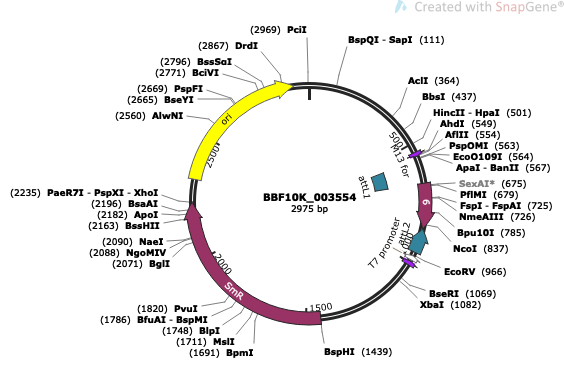 Created with SnapGene®
(2969) PciI
(2867) DrdI
(2796) BssSαI
(2771) BciVI
(2669) PspFI
(2665) BseYI
(2560) AlwNI
BspQI - SapI (111)
AclI (364)
BbsI (437)
HincII - HpaI (501)
AhdI (549)
AflII (554)
PspOMI (563)
EcoO109I (564)
ApaI - BanII (567)
SexAI* (675)
PflMI (679)
FspI - FspAI (725)
NmeAIII (726)
Bpu10I (785)
NcoI (837)
EcoRV (966)
BseRI (1069)
XbaI (1082)
BspHI (1439)
(2235) PaeR7I - PspXI - XhoI
(2196) BsaAI
(2182) ApoI
(2163) BssHII
(2090) NaeI
(2088) NgoMIV
(2071) BglI
(1820) PvuI
(1786) BfuAI - BspMI
(1748) BlpI
(1711) MslI
(1691) BpmI
BBF10K_003554
2975 bp
ori
SmR
M13 for
attL1
6
attL2
T7 promoter
500
1500
2000
2500